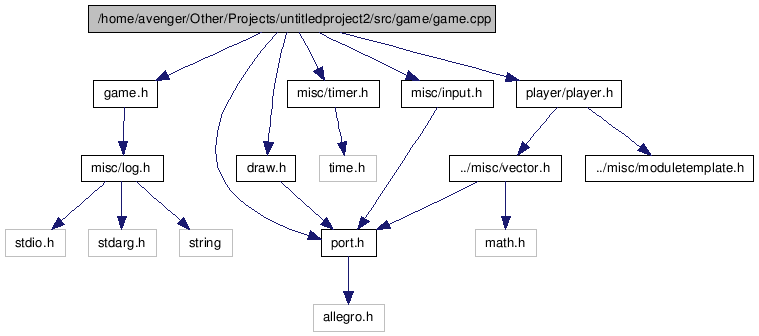 /home/avenger/Other/Projects/untitledproject2/src/game/game.cpp
game.h
misc/timer.h
misc/input.h
player/player.h
misc/log.h
draw.h
time.h
../misc/vector.h
../misc/moduletemplate.h
stdio.h
stdarg.h
string
port.h
math.h
allegro.h